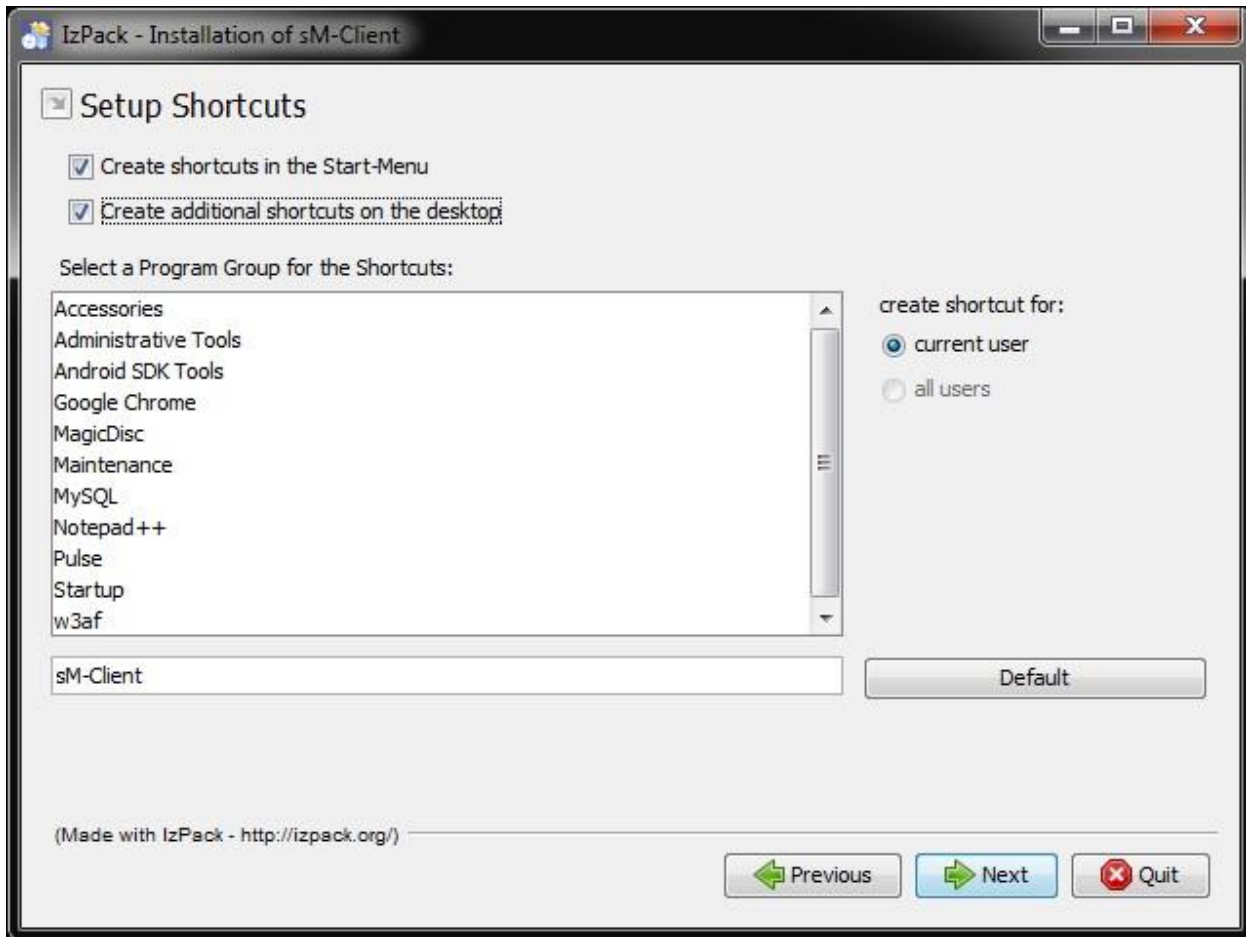 IzPack - Installation of sM-Client
Setup Shortcuts
Create shortcuts in the Start-Menu
Create additional shortcuts on the desktop
Select a Program Group for the Shortcuts:
Accessories
Administrative Tools
Android SDK Tools
Google Chrome
MagicDisc
Maintenance
MySQL
Notepad++
Pulse
Startup
w3af
create shortcut for:
current user
all users
sM-Client
Default
(Made with IzPack - http://izpack.org/)
Previous
Next
Quit